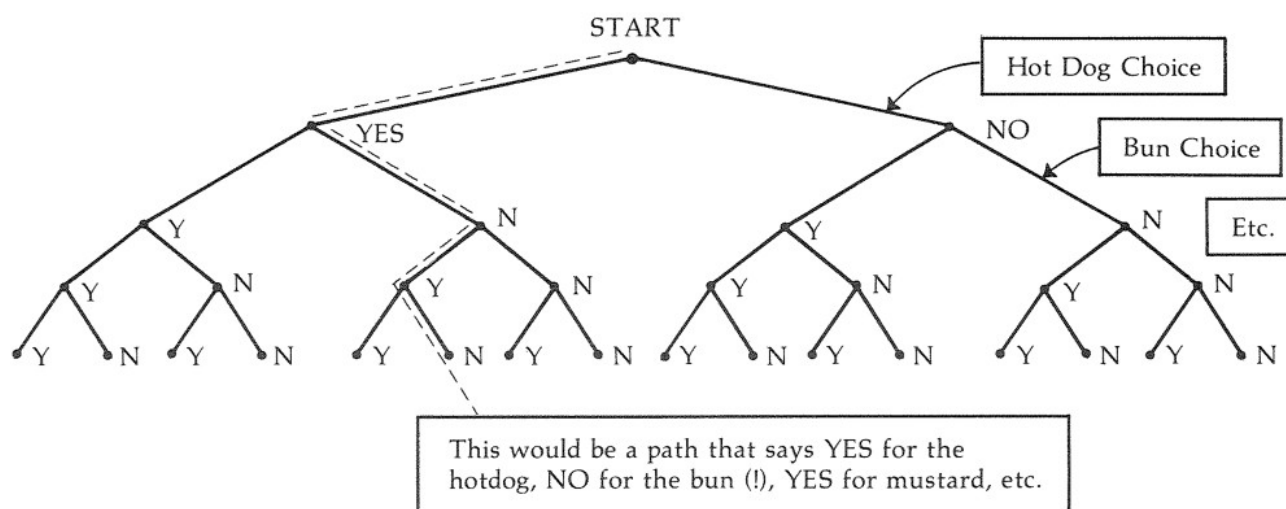 START
Hot Dog Choice
YES
NO
Bun Choice
Y
N
Y
N
Etc.
Y
N
Y
N
Y
N
Y
N
Y
N
Y
N
Y
N
Y
N
Y
N
Y
N
Y
N
Y
N
This would be a path that says YES for the
hotdog, NO for the bun (!), YES for mustard, etc.